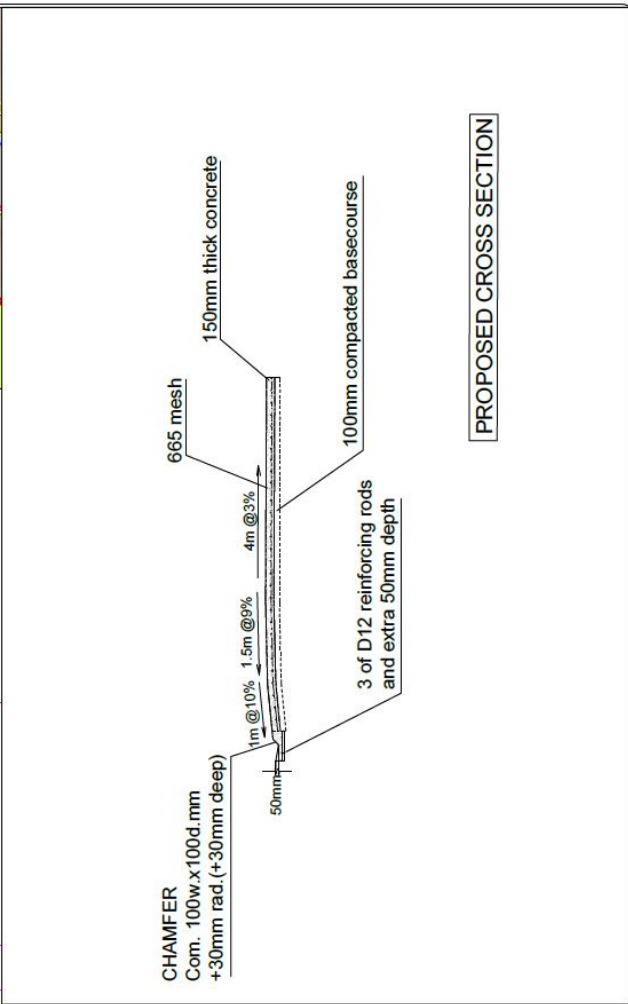 CHAMFER
Com. 100w.x100d.mm
+30mm rad.(+30mm deep)
50mm
1m @10%
1.5m @9%
4m @3%
665 mesh
150mm thick concrete
3 of D12 reinforcing rods
and extra 50mm depth
100mm compacted basecourse
PROPOSED CROSS SECTION